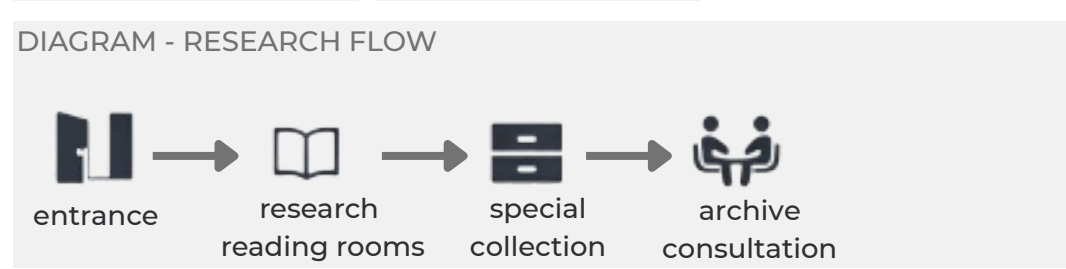 DIAGRAM - RESEARCH FLOW
entrance
research
reading rooms
special
collection
archive
consultation